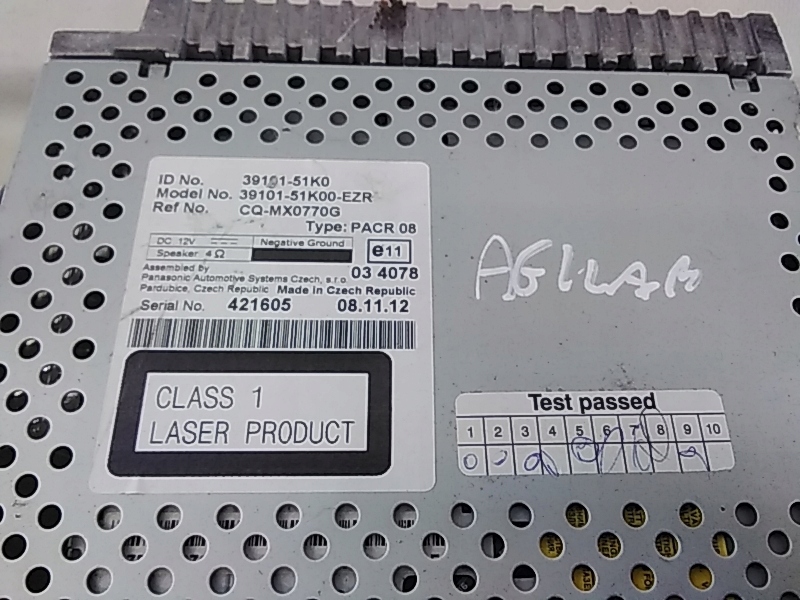 ID No. 39101-51K0
Model No. 39101-51K00-EZR
Ref No. CQ-MX0770G
Type: PACR 08
DC 12V Negative Ground
Speaker 4 Ω
e11
03 4078
Assembled by
Panasonic Automotive Systems Czech, s.r.o.
Pardubice, Czech Republic Made in Czech Republic
Serial No. 421605 08.11.12
CLASS 1
LASER PRODUCT
AGILAR
Test passed
1 2 3 4 5 6 7 8 9 10